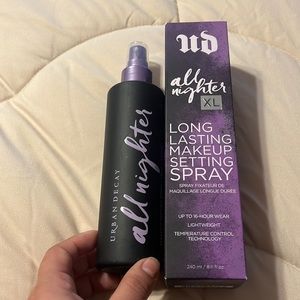 URBAN DECAY
all nighter
UD
all
nighter
XL
LONG
LASTING
MAKEUP
SETTING
SPRAY
SPRAY FIXATEUR DE
MAQUILLAGE LONGUE DURÉE
UP TO 16-HOUR WEAR
LIGHTWEIGHT
TEMPERATURE CONTROL
TECHNOLOGY
240 ml / 8.11 fl.oz.